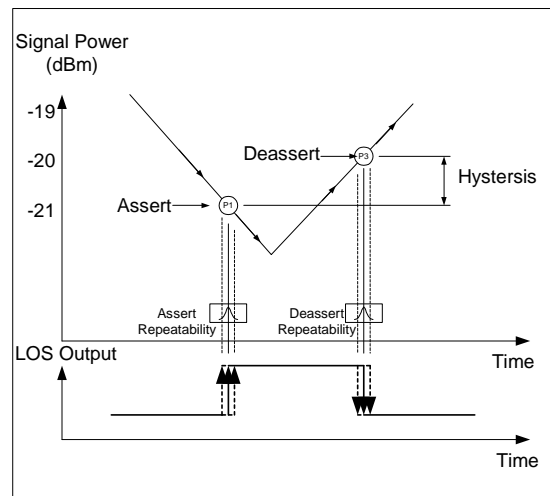 Signal Power
(dBm)
-19
-20
-21
Deassert
P3
Hystersis
Assert
P1
Assert
Repeatability
Deassert
Repeatability
Time
LOS Output
Time